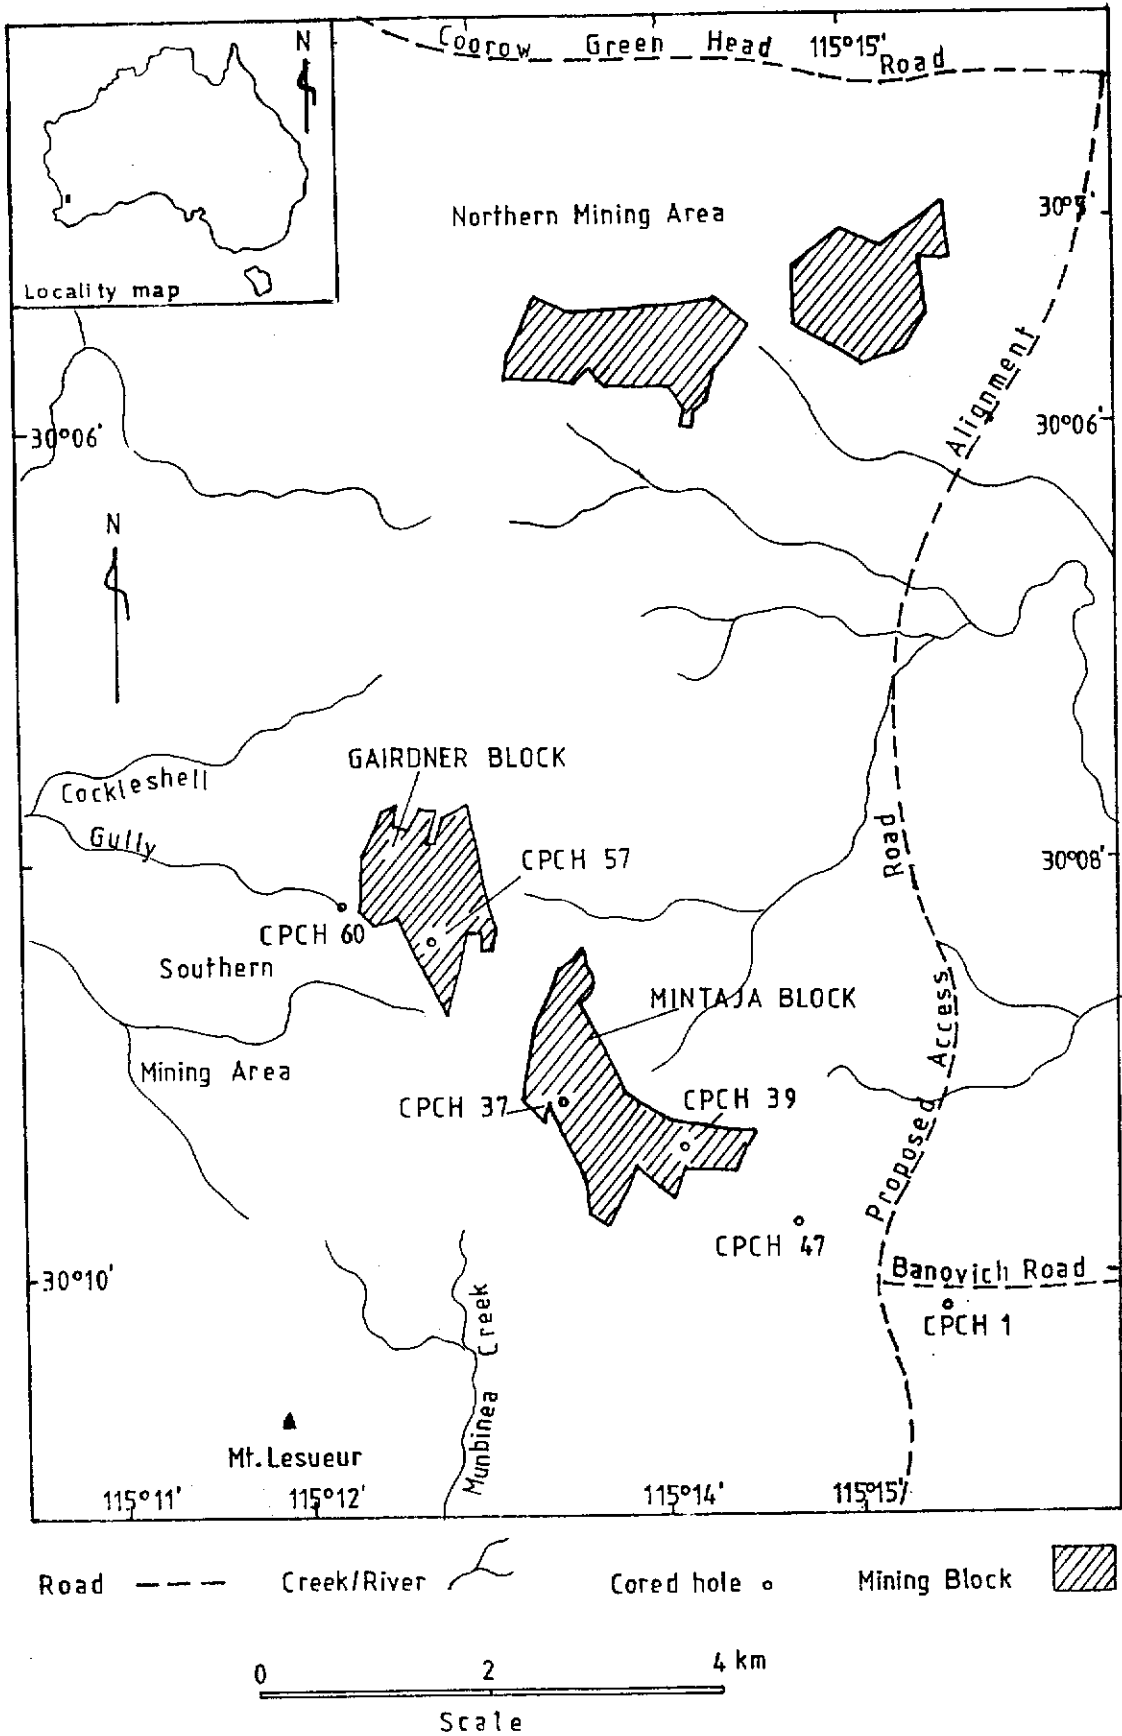 Coorow Green Head Road
115°15'
N
Locality map
Northern Mining Area
30°5'
30°06'
30°06'
N
Alignment
GAIRDNER BLOCK
Cockleshell
Gully
Road
30°08'
CPCH 57
CPCH 60
Southern
MINTAJA BLOCK
Access
Mining Area
CPCH 37
CPCH 39
Proposed
CPCH 47
30°10'
Banovich Road
CPCH 1
Munbinea Creek
Mt. Lesueur
115°11'
115°12'
115°14'
115°15'
Road
Creek/River
Cored hole
Mining Block
0 2 4 km
Scale